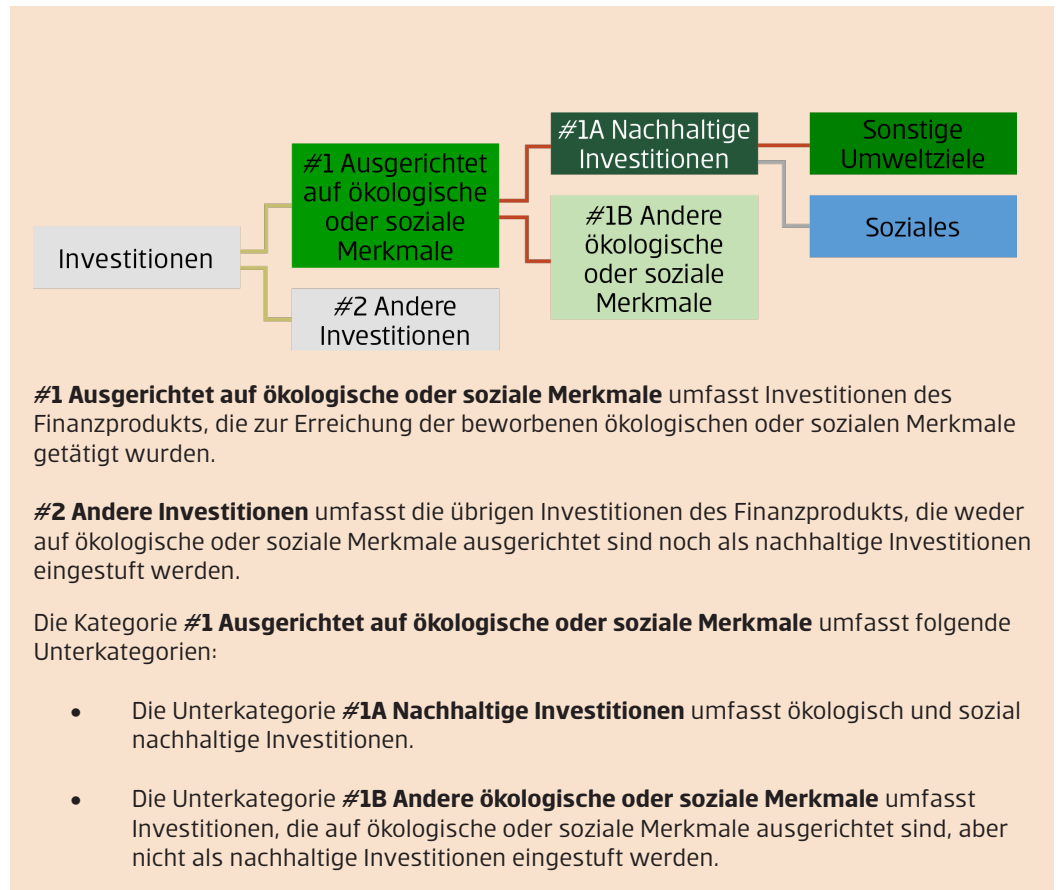 #1A Nachhaltige
Investitionen
Sonstige
Umweltziele
#1 Ausgerichtet
auf ökologische
oder soziale
Merkmale
#1B Andere
ökologische
oder soziale
Merkmale
Soziales
Investitionen
#2 Andere
Investitionen
#1 Ausgerichtet auf ökologische oder soziale Merkmale umfasst Investitionen des
Finanzprodukts, die zur Erreichung der beworbenen ökologischen oder sozialen Merkmale
getätigt wurden.
#2 Andere Investitionen umfasst die übrigen Investitionen des Finanzprodukts, die weder
auf ökologische oder soziale Merkmale ausgerichtet sind noch als nachhaltige Investitionen
eingestuft werden.
Die Kategorie #1 Ausgerichtet auf ökologische oder soziale Merkmale umfasst folgende
Unterkategorien:
• Die Unterkategorie #1A Nachhaltige Investitionen umfasst ökologisch und sozial
nachhaltige Investitionen.
• Die Unterkategorie #1B Andere ökologische oder soziale Merkmale umfasst
Investitionen, die auf ökologische oder soziale Merkmale ausgerichtet sind, aber
nicht als nachhaltige Investitionen eingestuft werden.